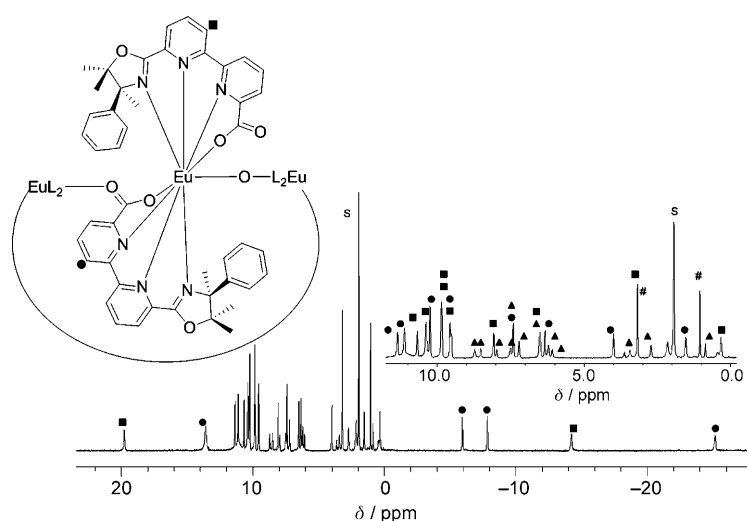 ■
O
N
N
N
O
O
EuL₂
O
O
Eu
O
L₂Eu
N
N
N
O
●
s
s
■
■
●
■
●
■
■
●
■
▲
●
■
■
▲
●
■
#
#
●
●
▲▲
▲
▲
▲
▲
▲
■
10.0 5.0 0.0
δ / ppm
■
●
●
●
■
●
20 10 0 −10 −20
δ / ppm